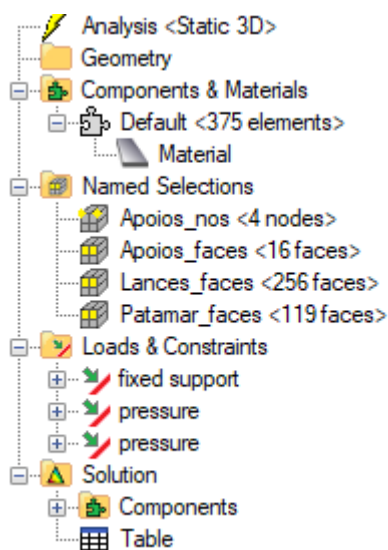 Analysis <Static 3D>
Geometry
Components & Materials
Default <375 elements>
Material
Named Selections
Apoios_nos <4 nodes>
Apoios_faces <16 faces>
Lances_faces <256 faces>
Patamar_faces <119 faces>
Loads & Constraints
fixed support
pressure
pressure
Solution
Components
Table